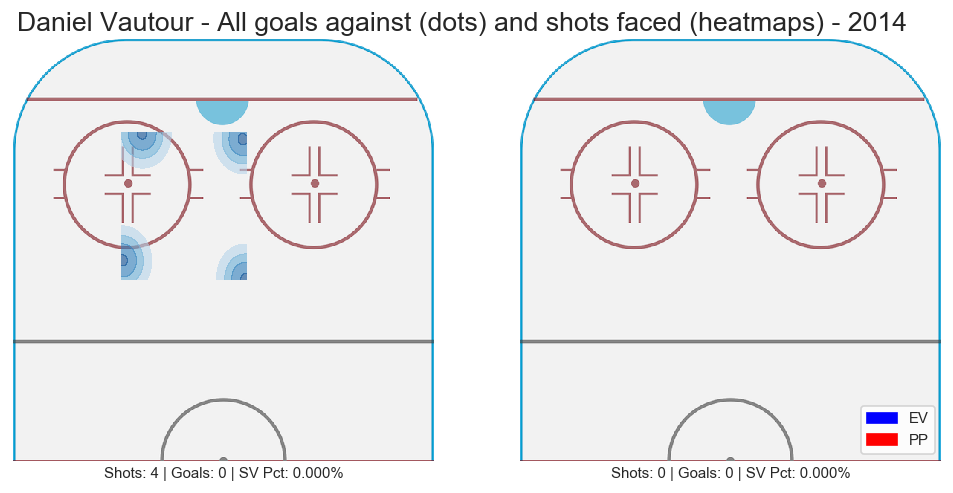 Daniel Vautour - All goals against (dots) and shots faced (heatmaps) - 2014
EV
PP
Shots: 4 | Goals: 0 | SV Pct: 0.000%
Shots: 0 | Goals: 0 | SV Pct: 0.000%